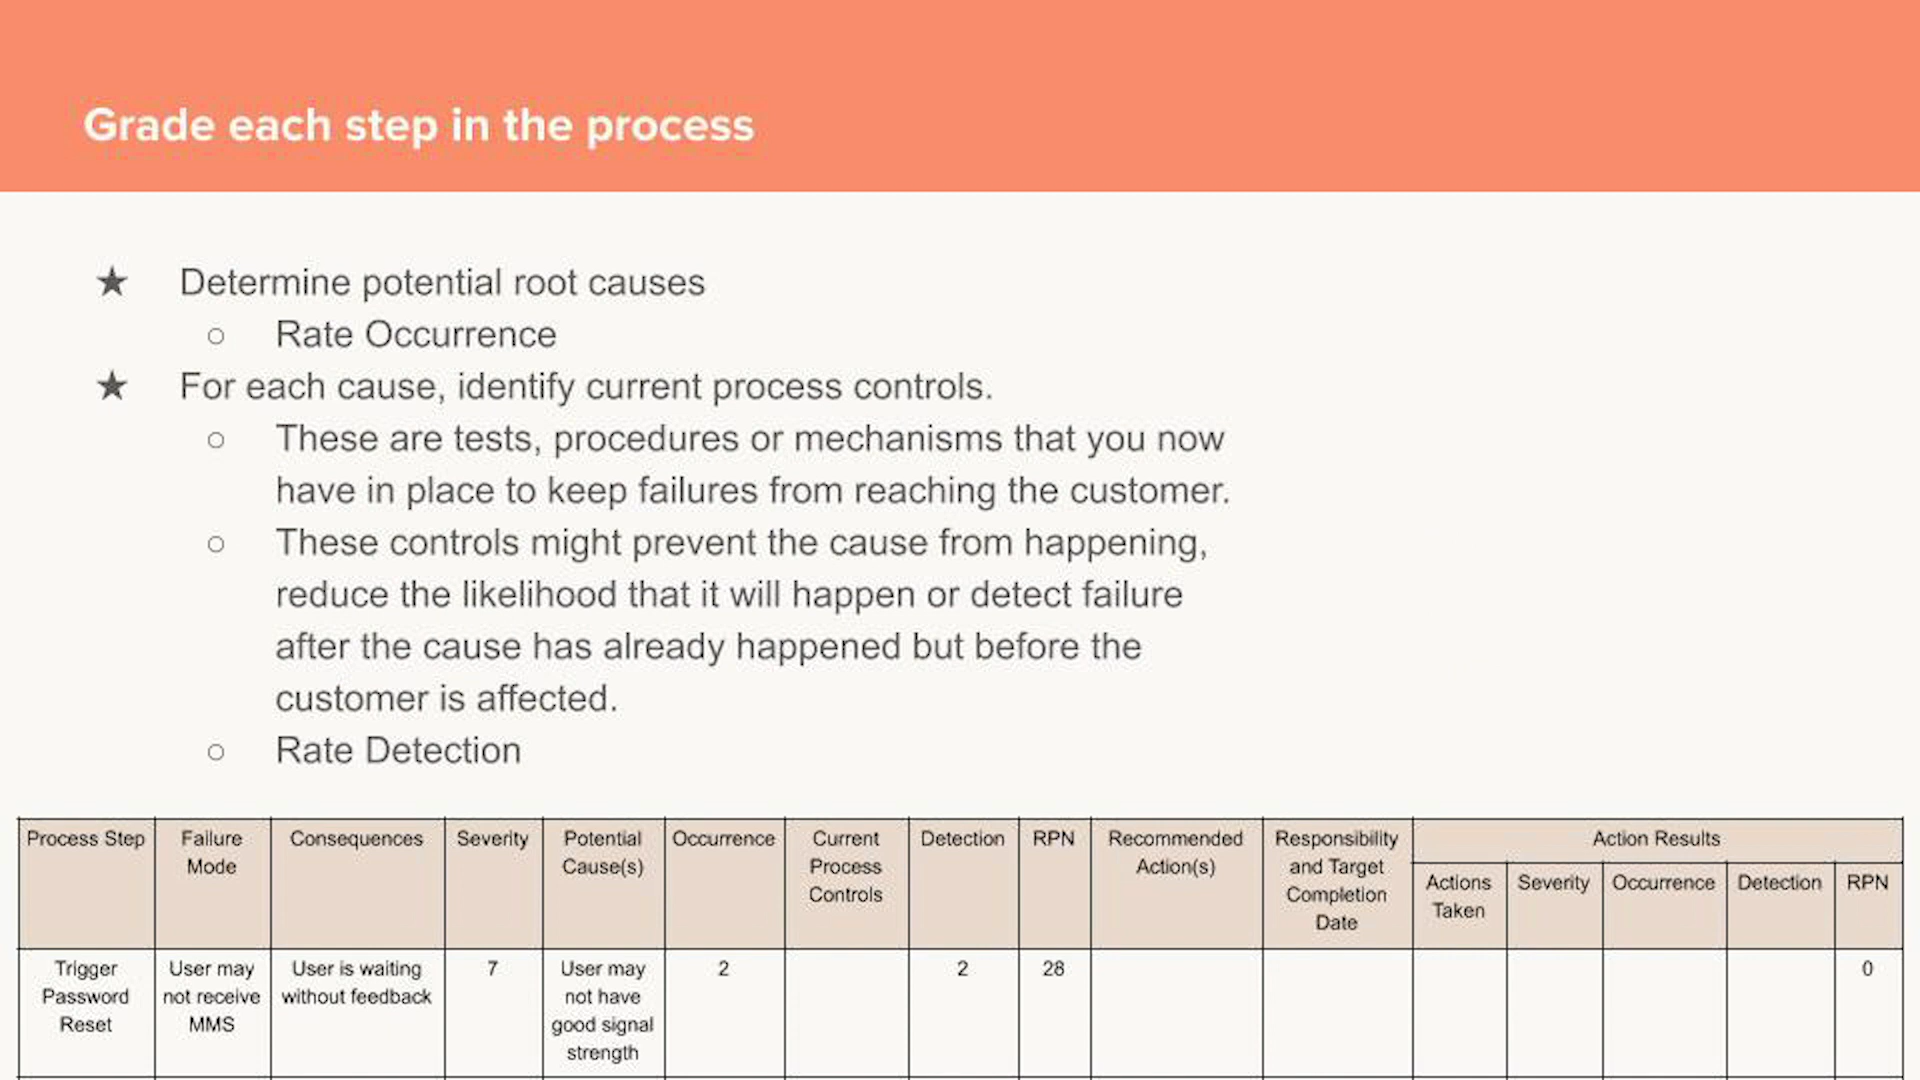 Grade each step in the process
★ Determine potential root causes
○ Rate Occurrence
★ For each cause, identify current process controls.
○ These are tests, procedures or mechanisms that you now
have in place to keep failures from reaching the customer.
○ These controls might prevent the cause from happening,
reduce the likelihood that it will happen or detect failure
after the cause has already happened but before the
customer is affected.
○ Rate Detection
Process Step
Failure
Mode
Consequences
Severity
Potential
Cause(s)
Occurrence
Current
Process
Controls
Detection
RPN
Recommended
Action(s)
Responsibility
and Target
Completion
Date
Action Results
Actions
Taken
Severity
Occurrence
Detection
RPN
Trigger
Password
Reset
User may
not receive
MMS
User is waiting
without feedback
7
User may
not have
good signal
strength
2
2
28
0